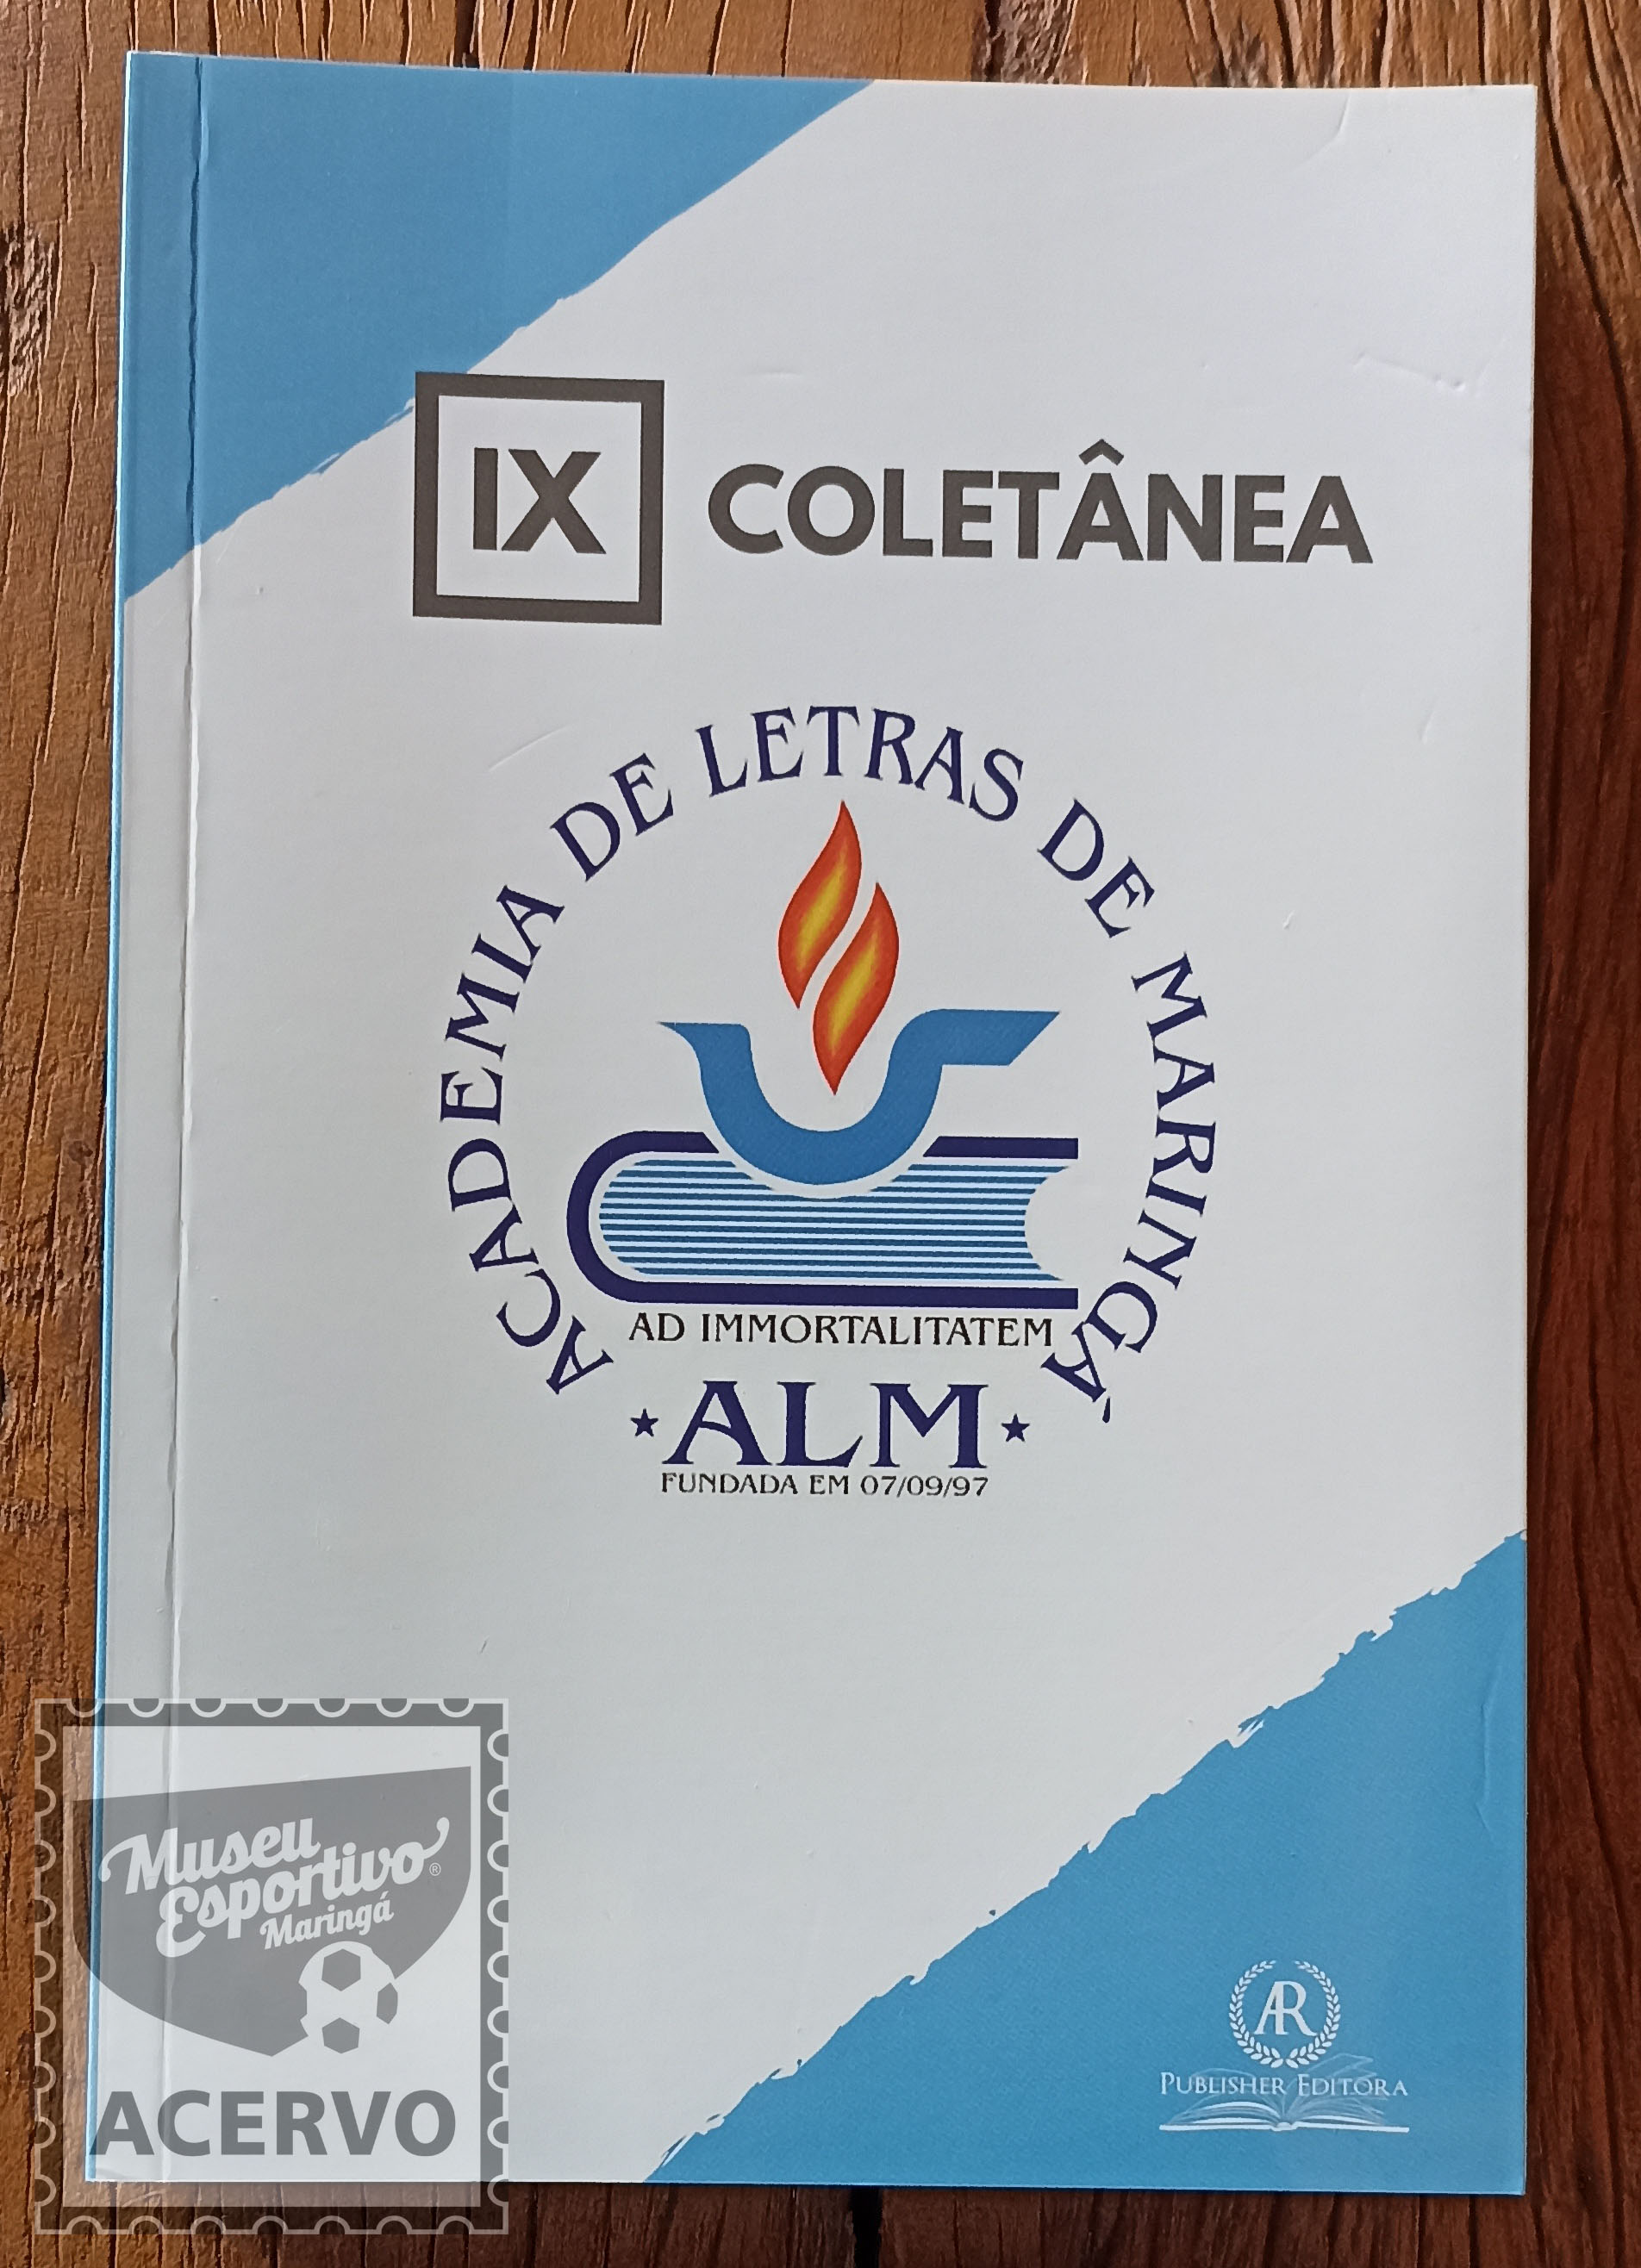 IX COLETÂNEA
ACADEMIA DE LETRAS DE MARINGÁ
AD IMMORTALITATEM
ALM
FUNDADA EM 07/09/97
Museu
Esportivo®
Maringá
ACERVO
AR
PUBLISHER EDITORA